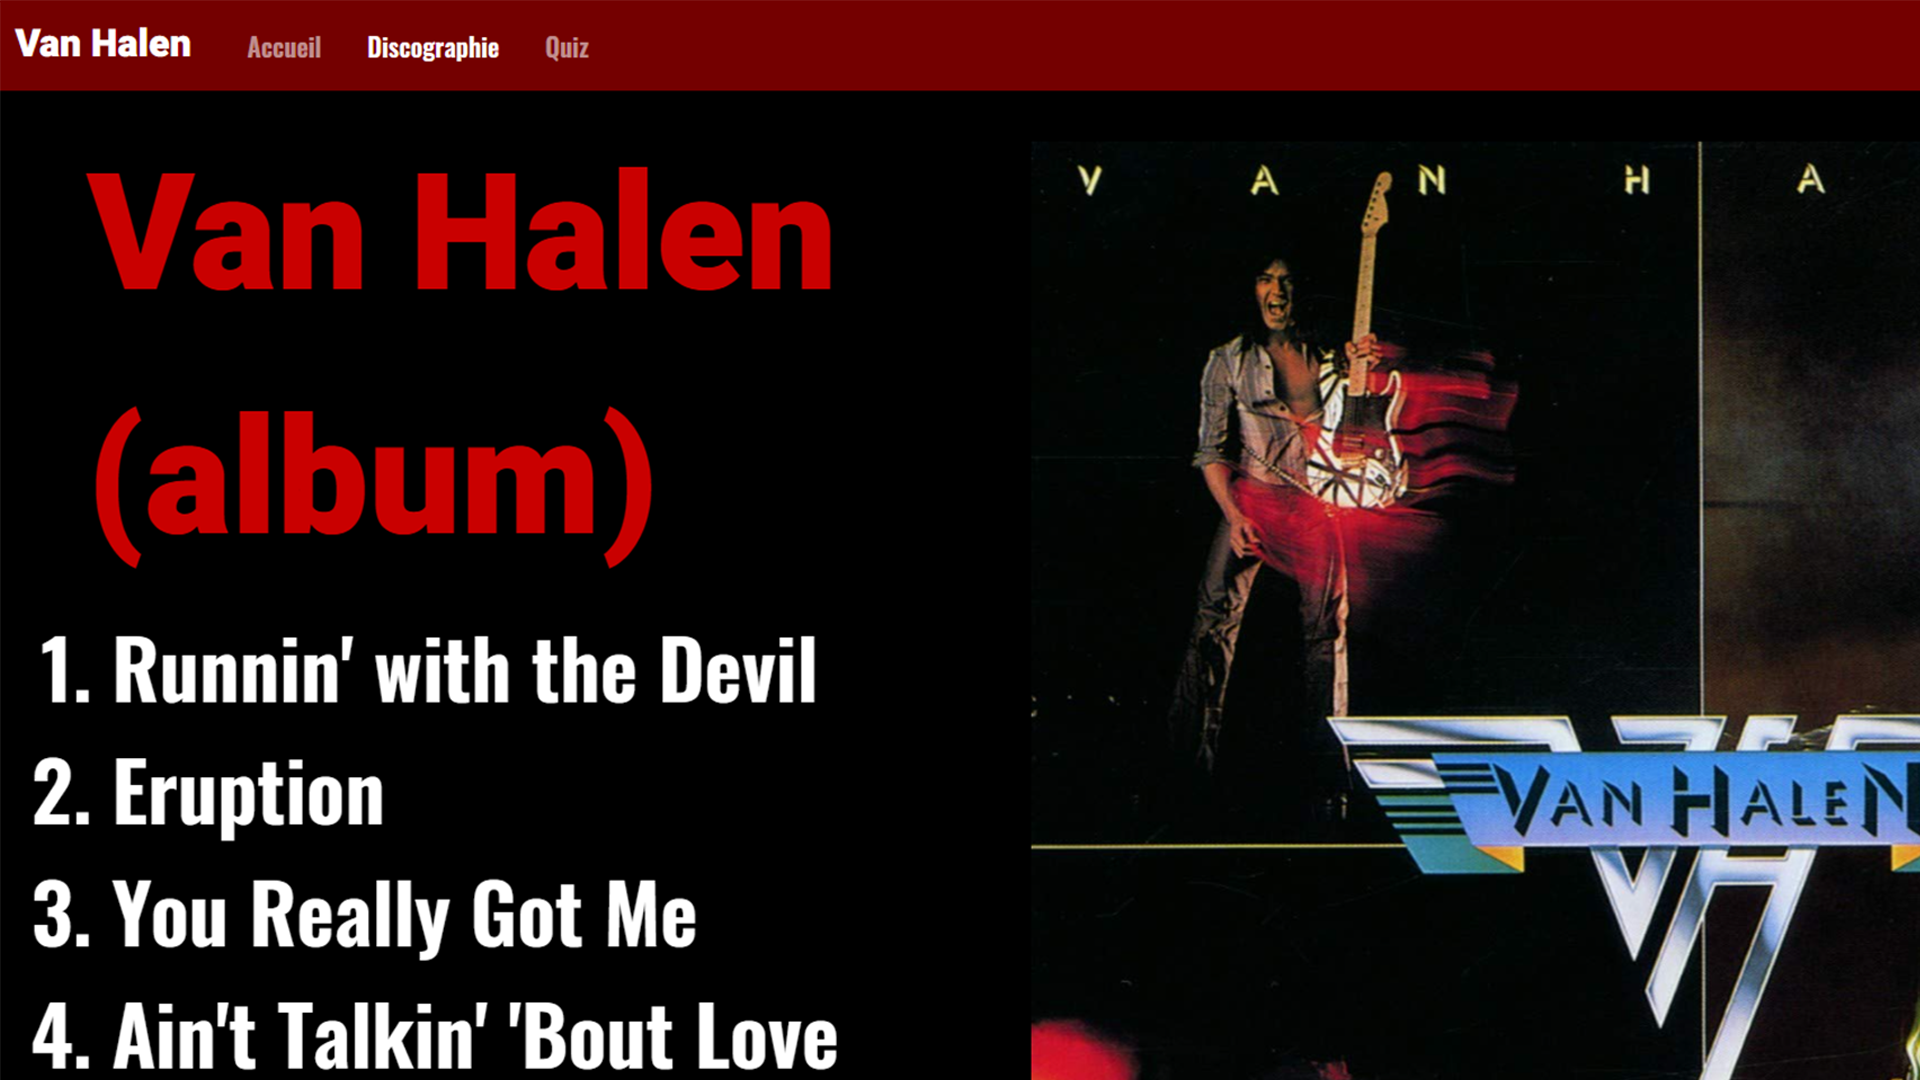 Van Halen Accueil Discographie Quiz
Van Halen
(album)
1. Runnin' with the Devil
2. Eruption
3. You Really Got Me
4. Ain't Talkin' 'Bout Love
V A N H A
VAN HALEN